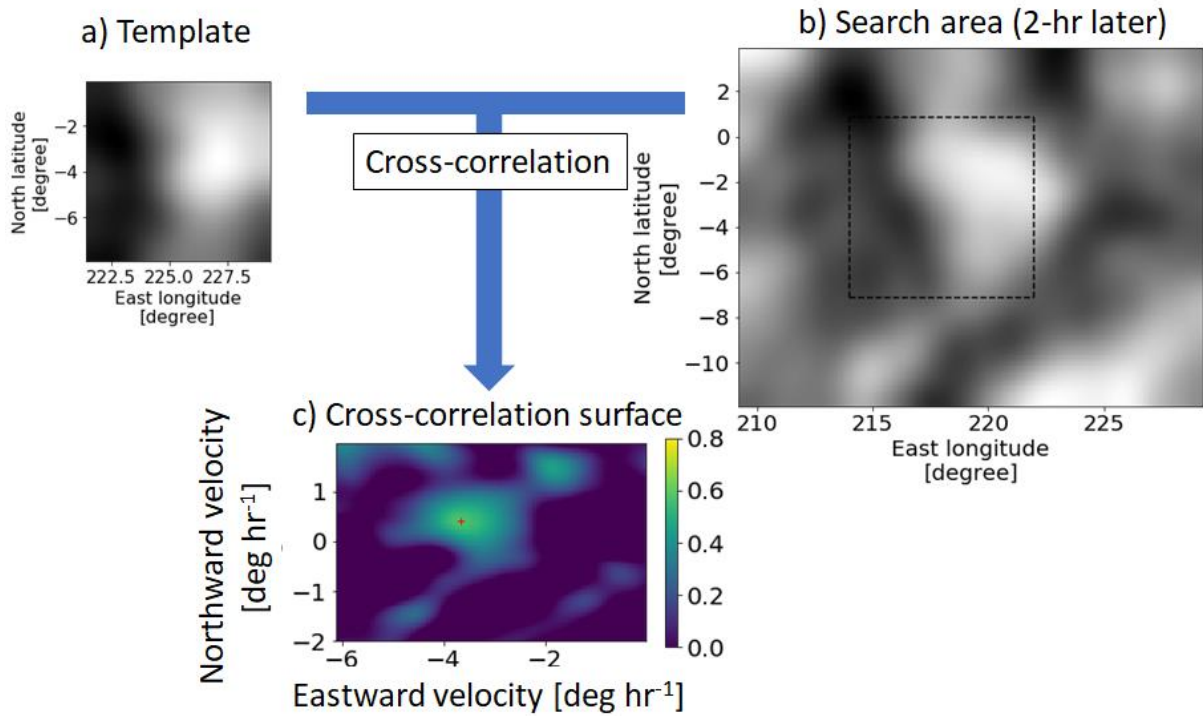 a) Template
North latitude
[degree]
−2
−4
−6
222.5 225.0 227.5
East longitude
[degree]
Cross-correlation
b) Search area (2-hr later)
North latitude
[degree]
2
0
−2
−4
−6
−8
−10
210 215 220 225
East longitude
[degree]
c) Cross-correlation surface
Northward velocity
[deg hr⁻¹]
1
0
−1
−2
−6 −4 −2
0.8
0.6
0.4
0.2
0.0
Eastward velocity [deg hr⁻¹]